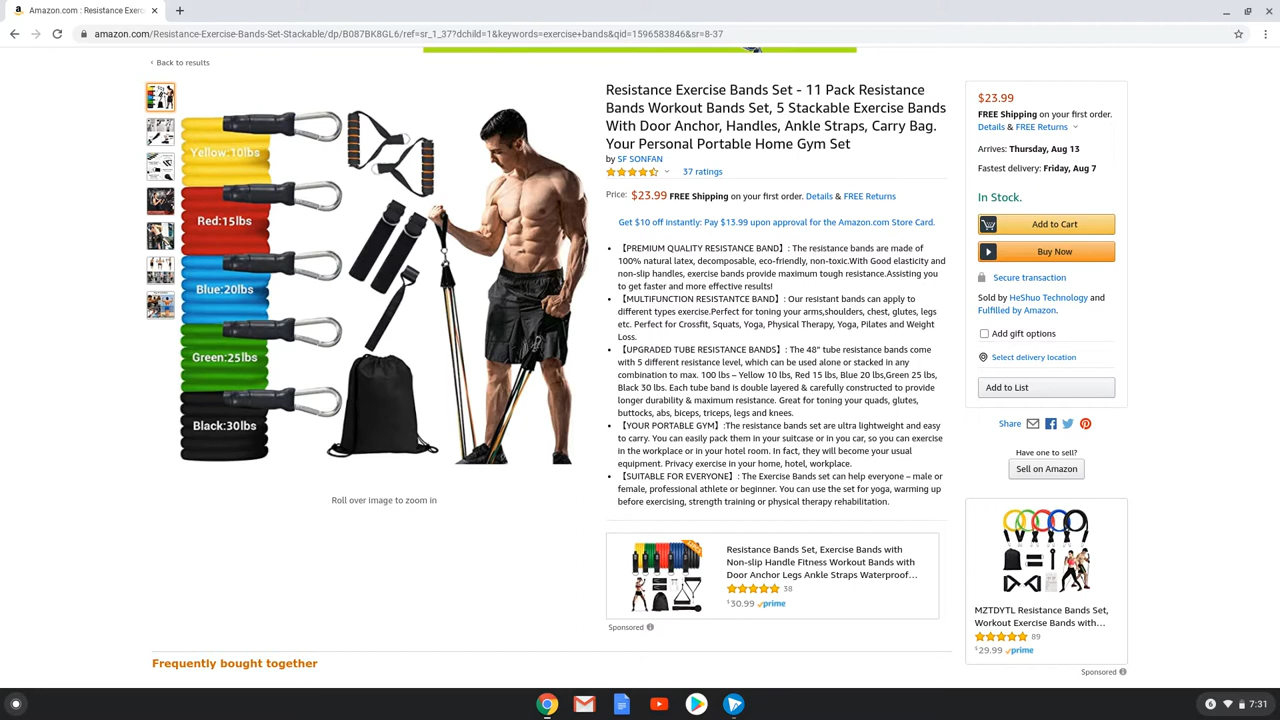 Amazon.com : Resistance Exerc
amazon.com/Resistance-Exercise-Bands-Set-Stackable/dp/B087BK8GL6/ref=sr_1_37?dchild=1&keywords=exercise+bands&qid=1596583846&sr=8-37
‹ Back to results
Yellow:10lbs
Red:15lbs
Blue:20lbs
Green:25lbs
Black:30lbs
Roll over image to zoom in
Resistance Exercise Bands Set - 11 Pack Resistance
Bands Workout Bands Set, 5 Stackable Exercise Bands
With Door Anchor, Handles, Ankle Straps, Carry Bag.
Your Personal Portable Home Gym Set
by SF SONFAN
37 ratings
Price: $23.99 FREE Shipping on your first order. Details & FREE Returns
Get $10 off instantly: Pay $13.99 upon approval for the Amazon.com Store Card.
• 【PREMIUM QUALITY RESISTANCE BAND】: The resistance bands are made of
100% natural latex, decomposable, eco-friendly, non-toxic.With Good elasticity and
non-slip handles, exercise bands provide maximum tough resistance.Assisting you
to get faster and more effective results!
• 【MULTIFUNCTION RESISTANTCE BAND】: Our resistant bands can apply to
different types exercise.Perfect for toning your arms,shoulders, chest, glutes, legs
etc. Perfect for Crossfit, Squats, Yoga, Physical Therapy, Yoga, Pilates and Weight
Loss.
• 【UPGRADED TUBE RESISTANCE BANDS】: The 48" tube resistance bands come
with 5 different resistance level, which can be used alone or stacked in any
combination to max. 100 lbs – Yellow 10 lbs, Red 15 lbs, Blue 20 lbs,Green 25 lbs,
Black 30 lbs. Each tube band is double layered & carefully constructed to provide
longer durability & maximum resistance. Great for toning your quads, glutes,
buttocks, abs, biceps, triceps, legs and knees.
• 【YOUR PORTABLE GYM】:The resistance bands set are ultra lightweight and easy
to carry. You can easily pack them in your suitcase or in you car, so you can exercise
in the workplace or in your hotel room. In fact, they will become your usual
equipment. Privacy exercise in your home, hotel, workplace.
• 【SUITABLE FOR EVERYONE】: The Exercise Bands set can help everyone – male or
female, professional athlete or beginner. You can use the set for yoga, warming up
before exercising, strength training or physical therapy rehabilitation.
Resistance Bands Set, Exercise Bands with
Non-slip Handle Fitness Workout Bands with
Door Anchor Legs Ankle Straps Waterproof…
38
$30.99 prime
Sponsored
$23.99
FREE Shipping on your first order.
Details & FREE Returns
Arrives: Thursday, Aug 13
Fastest delivery: Friday, Aug 7
In Stock.
Add to Cart
Buy Now
Secure transaction
Sold by HeShuo Technology and
Fulfilled by Amazon.
Add gift options
Select delivery location
Add to List
Share
Have one to sell?
Sell on Amazon
MZTDYTL Resistance Bands Set,
Workout Exercise Bands with…
89
$29.99 prime
Sponsored
Frequently bought together
6
7:31